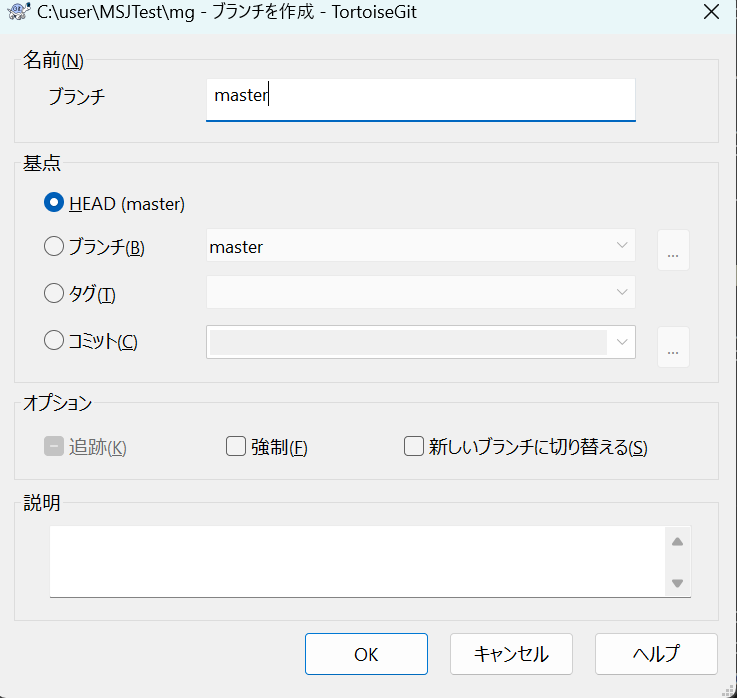 C:\user\MSJTest\mg - ブランチを作成 - TortoiseGit
名前(N)
ブランチ
master
基点
HEAD (master)
ブランチ(B)
master
...
タグ(T)
コミット(C)
...
オプション
追跡(K)
強制(F)
新しいブランチに切り替える(S)
説明
OK
キャンセル
ヘルプ